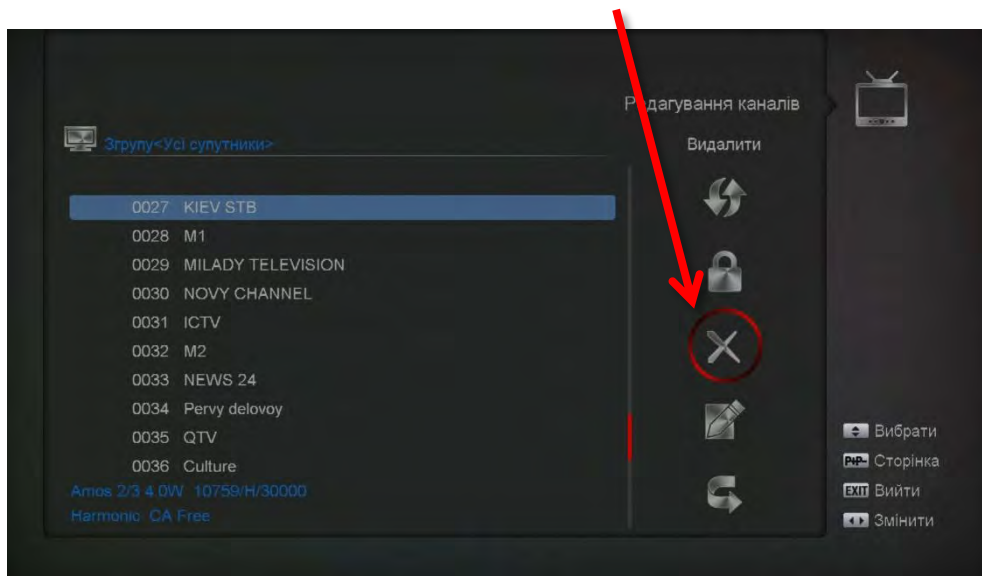 Редагування каналів
Згрупу<Усі супутники>
Видалити
0027 KIEV STB
0028 M1
0029 MILADY TELEVISION
0030 NOVY CHANNEL
0031 ICTV
0032 M2
0033 NEWS 24
0034 Pervy delovoy
0035 QTV
0036 Culture
Amos 2/3 4.0W 10759/H/30000
Harmonic CA Free
Вибрати
P+P- Сторінка
EXIT Вийти
Змінити